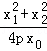 x₁²+x₂²
4p x₀